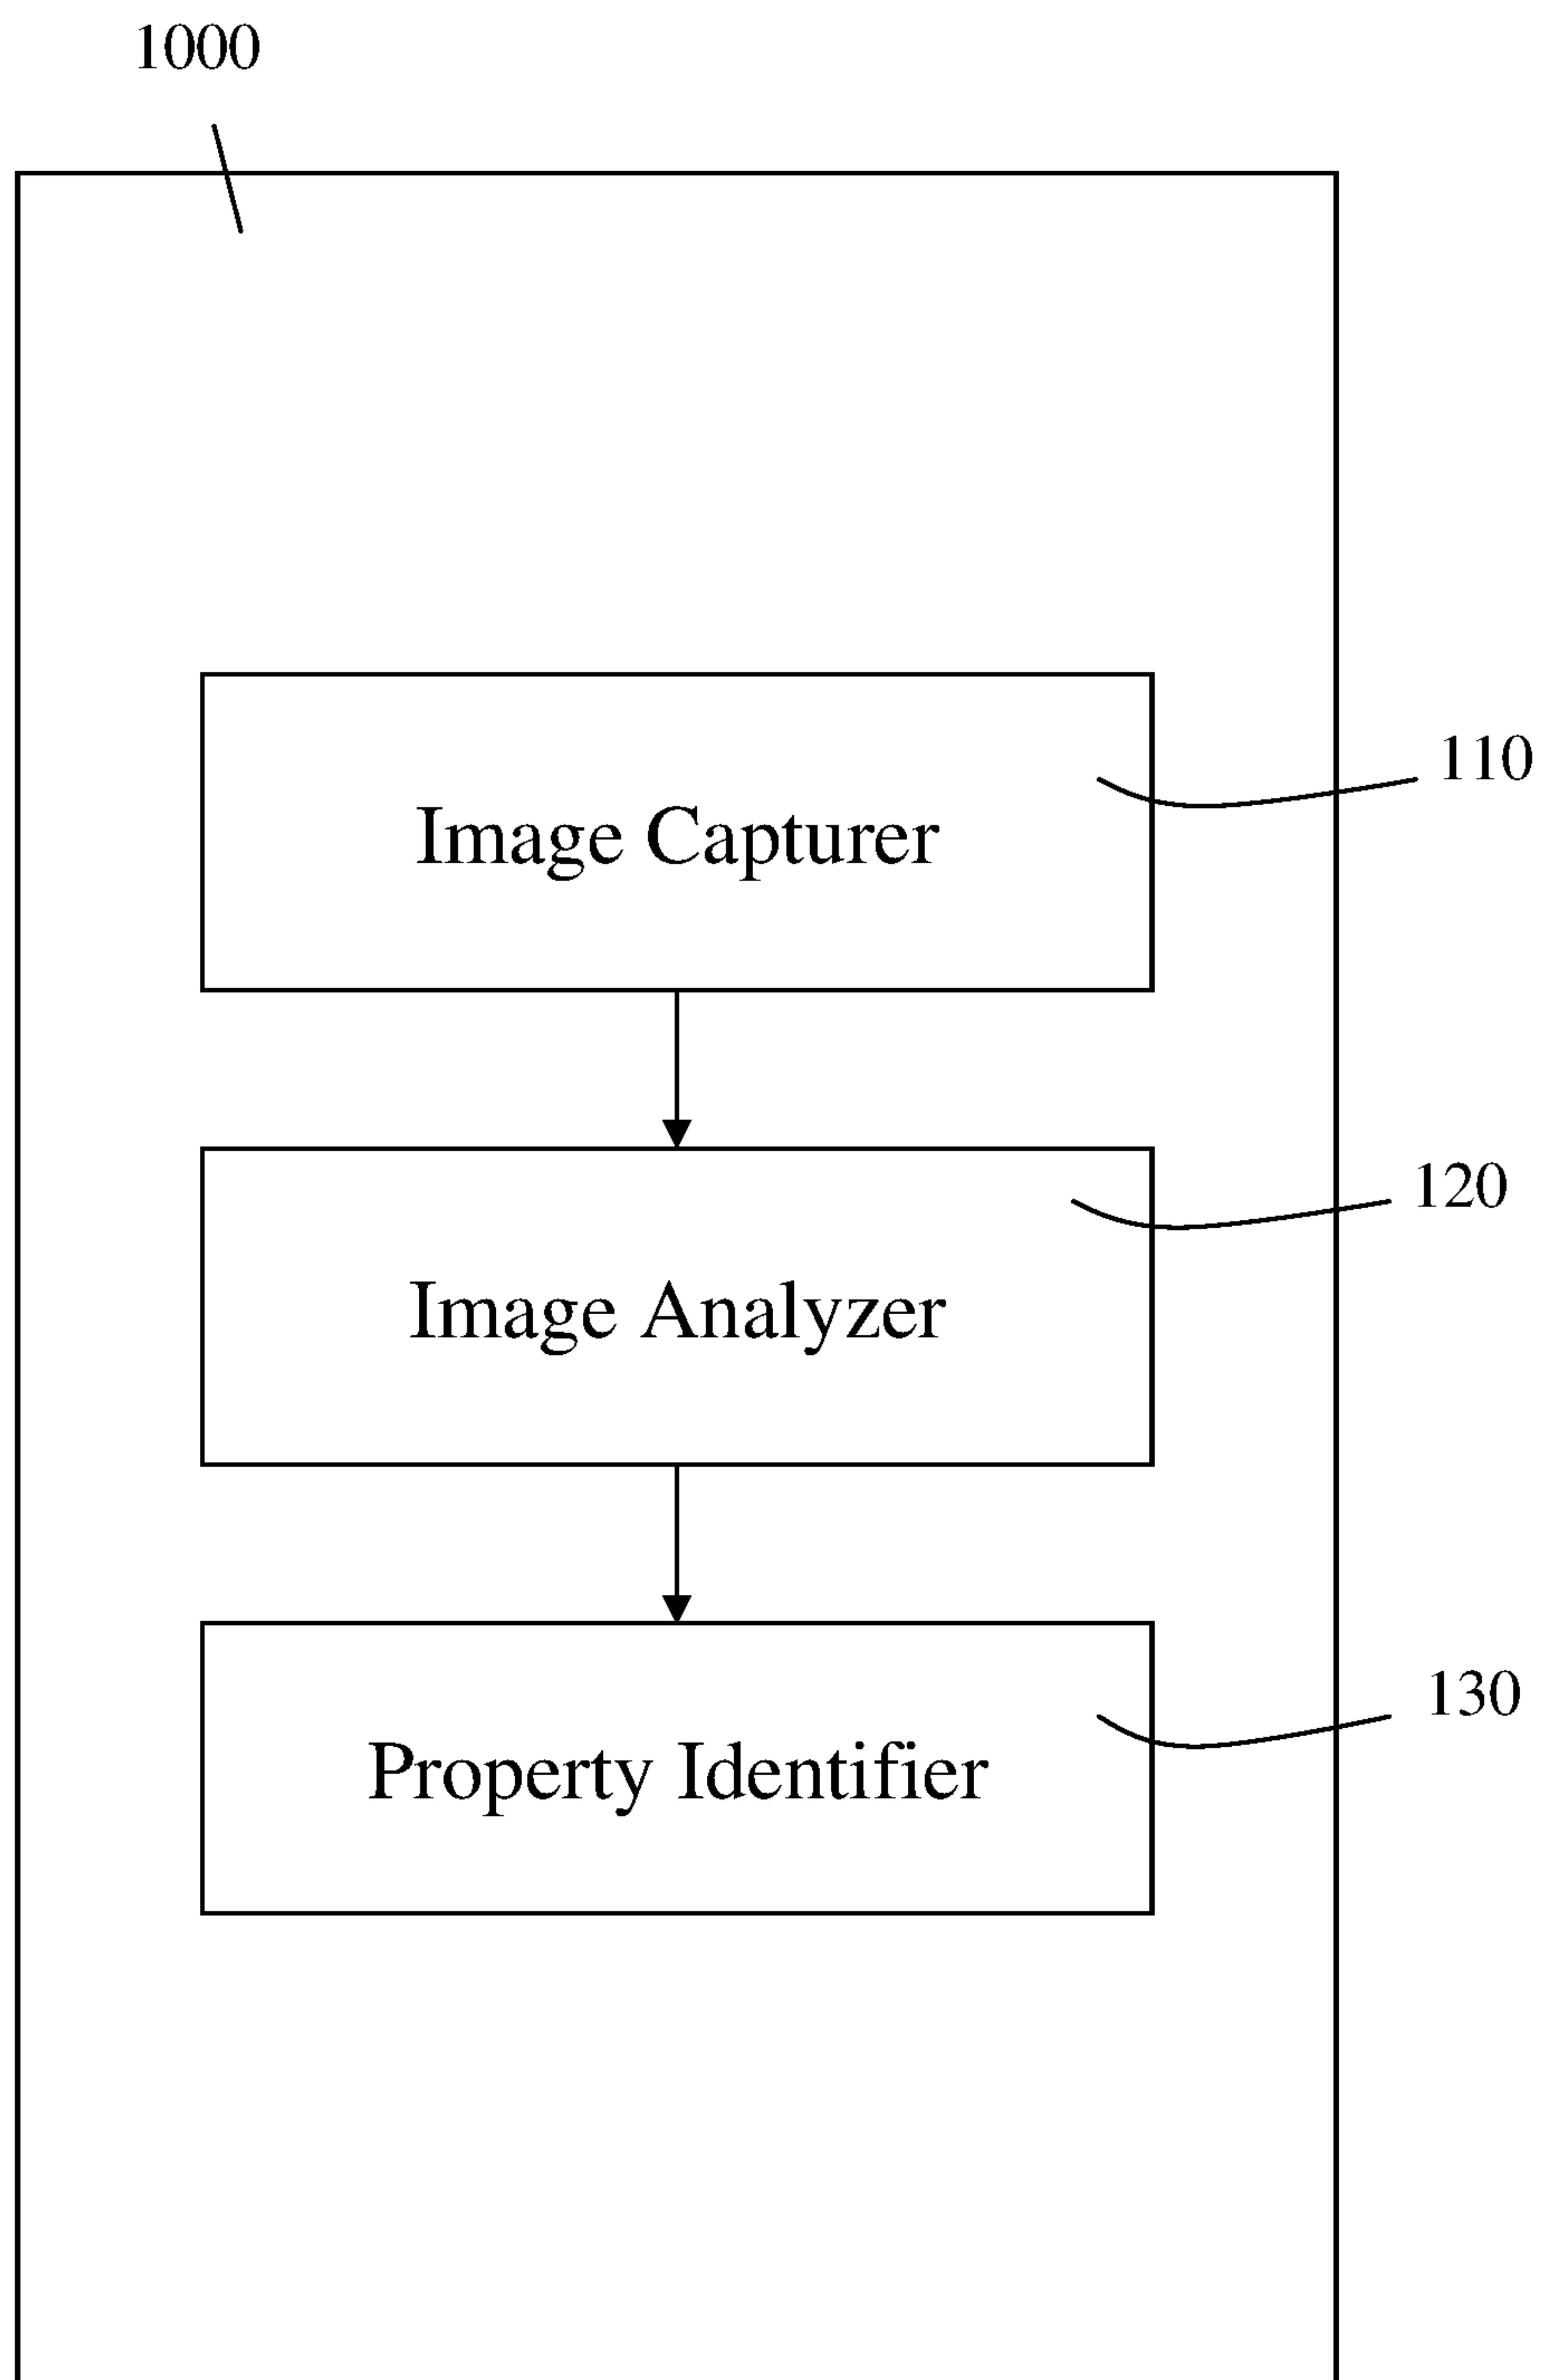 1000
Image Capturer
110
Image Analyzer
120
Property Identifier
130